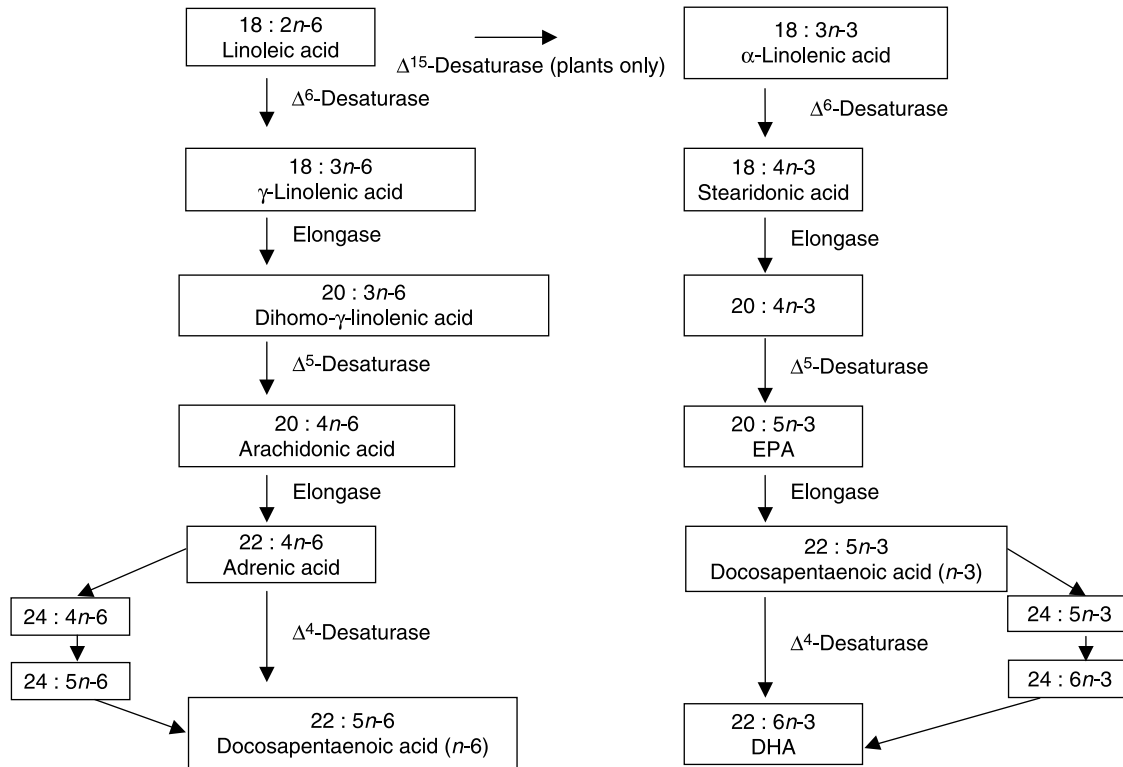 18 : 2n-6
Linoleic acid
Δ15-Desaturase (plants only)
18 : 3n-3
α-Linolenic acid
Δ6-Desaturase
Δ6-Desaturase
18 : 3n-6
γ-Linolenic acid
18 : 4n-3
Stearidonic acid
Elongase
Elongase
20 : 3n-6
Dihomo-γ-linolenic acid
20 : 4n-3
Δ5-Desaturase
Δ5-Desaturase
20 : 4n-6
Arachidonic acid
20 : 5n-3
EPA
Elongase
Elongase
22 : 4n-6
Adrenic acid
22 : 5n-3
Docosapentaenoic acid (n-3)
24 : 4n-6
24 : 5n-3
Δ4-Desaturase
Δ4-Desaturase
24 : 5n-6
24 : 6n-3
22 : 5n-6
Docosapentaenoic acid (n-6)
22 : 6n-3
DHA